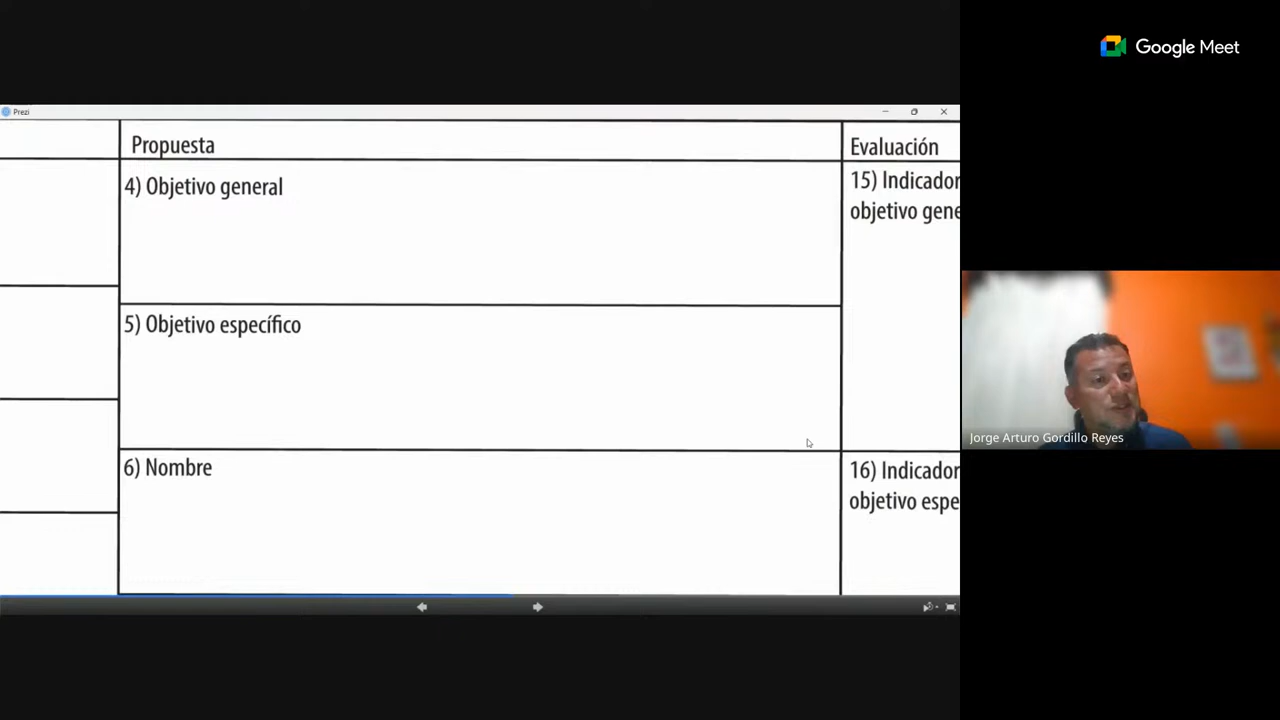 Google Meet
Prezi
Propuesta
Evaluación
4) Objetivo general
15) Indicador
objetivo gene
5) Objetivo específico
6) Nombre
16) Indicador
objetivo espe
Jorge Arturo Gordillo Reyes